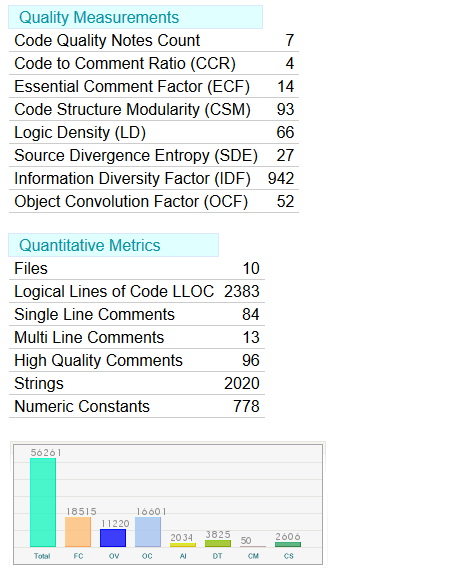 Quality Measurements
Code Quality Notes Count 7
Code to Comment Ratio (CCR) 4
Essential Comment Factor (ECF) 14
Code Structure Modularity (CSM) 93
Logic Density (LD) 66
Source Divergence Entropy (SDE) 27
Information Diversity Factor (IDF) 942
Object Convolution Factor (OCF) 52
Quantitative Metrics
Files 10
Logical Lines of Code LLOC 2383
Single Line Comments 84
Multi Line Comments 13
High Quality Comments 96
Strings 2020
Numeric Constants 778
56261
18515 11220 16601 2034 3825 50 2606
Total FC OV OC AI DT CM CS